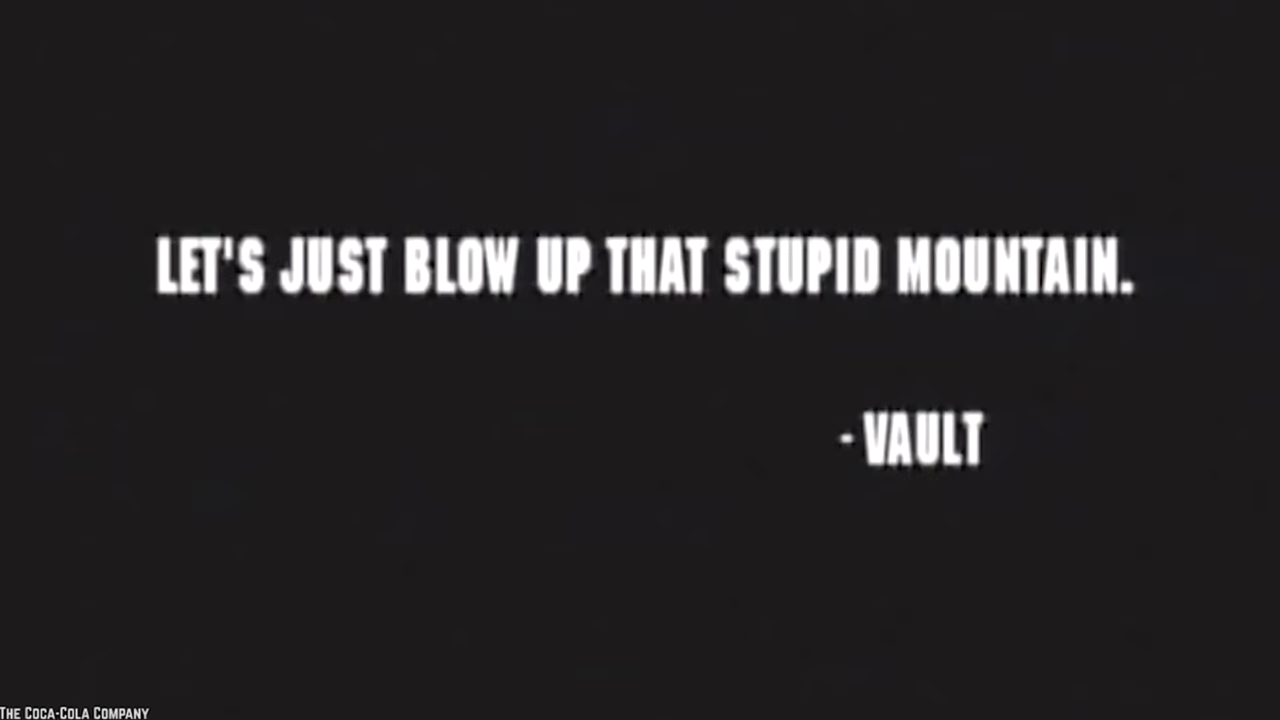 LET'S JUST BLOW UP THAT STUPID MOUNTAIN.
- VAULT
THE COCA-COLA COMPANY